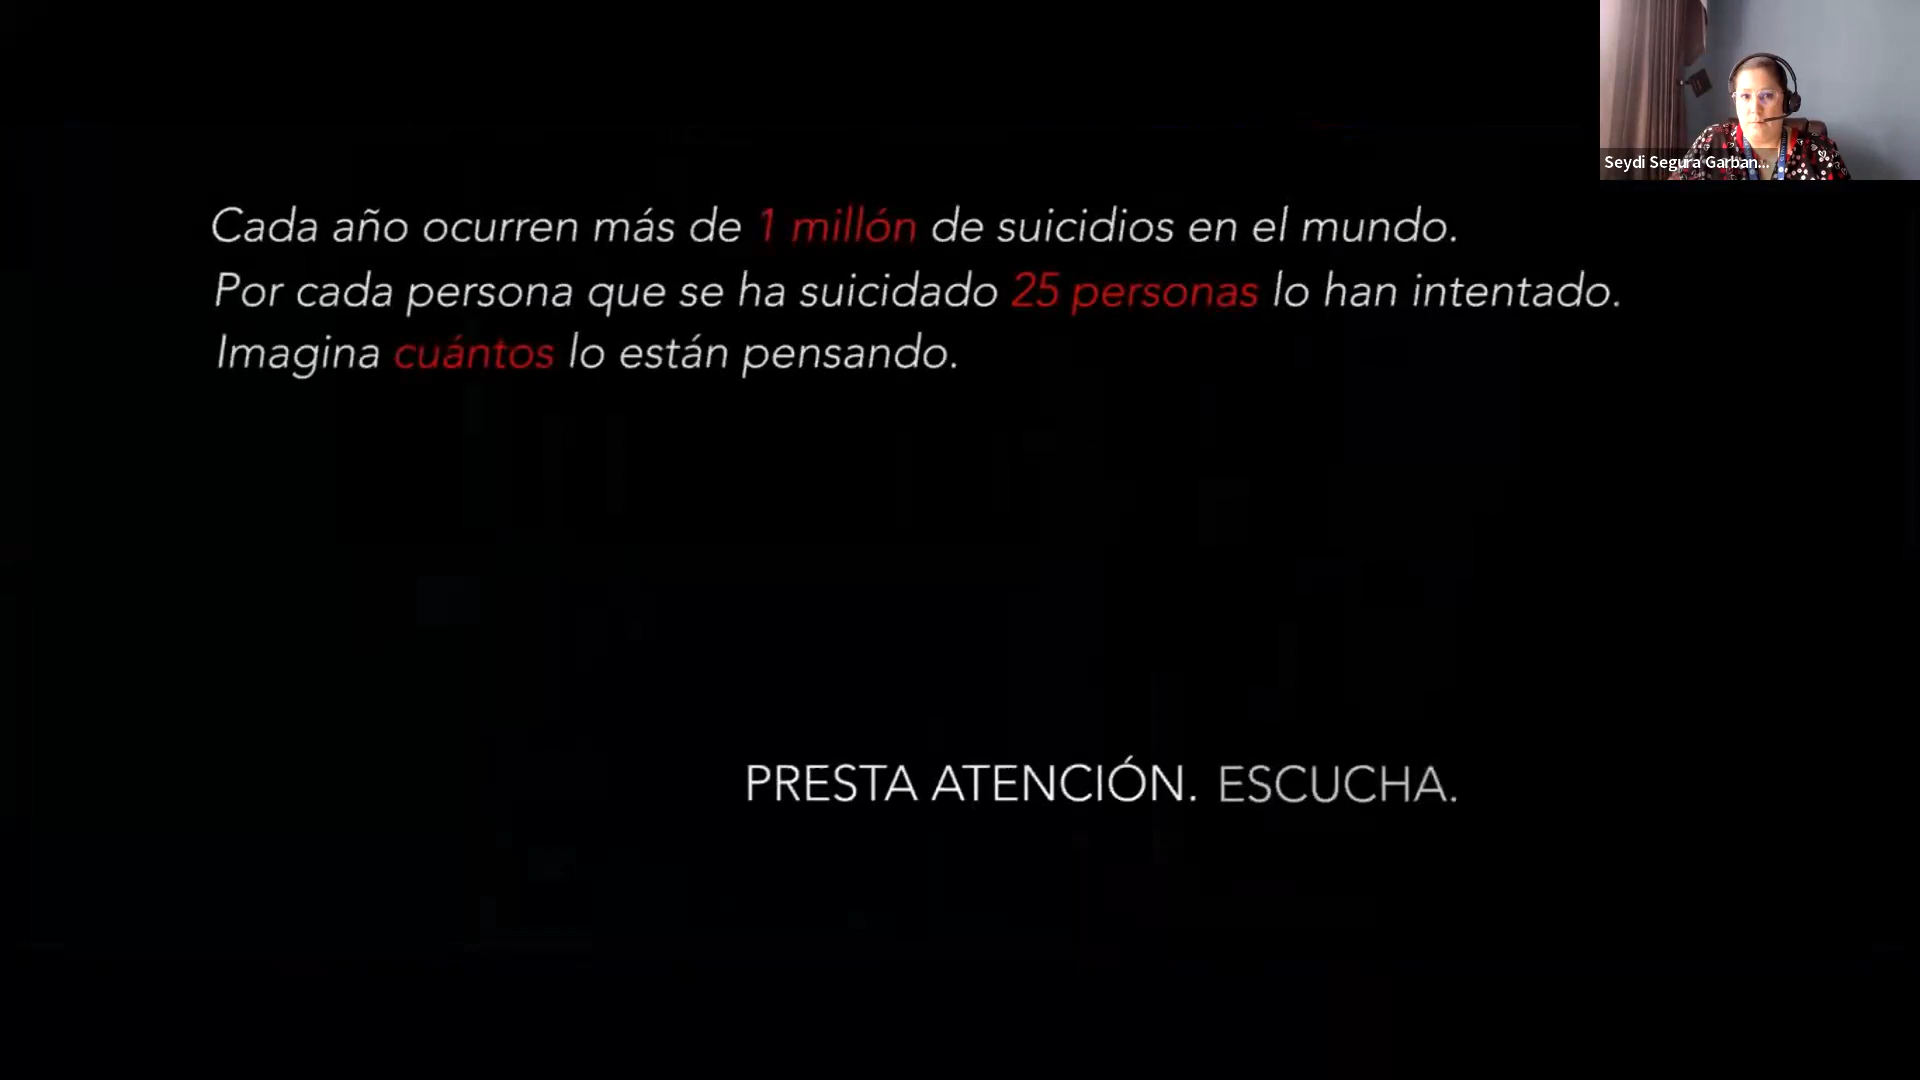 Cada año ocurren más de 1 millón de suicidios en el mundo.
Por cada persona que se ha suicidado 25 personas lo han intentado.
Imagina cuántos lo están pensando.
PRESTA ATENCIÓN. ESCUCHA.
Seydi Segura Garban...